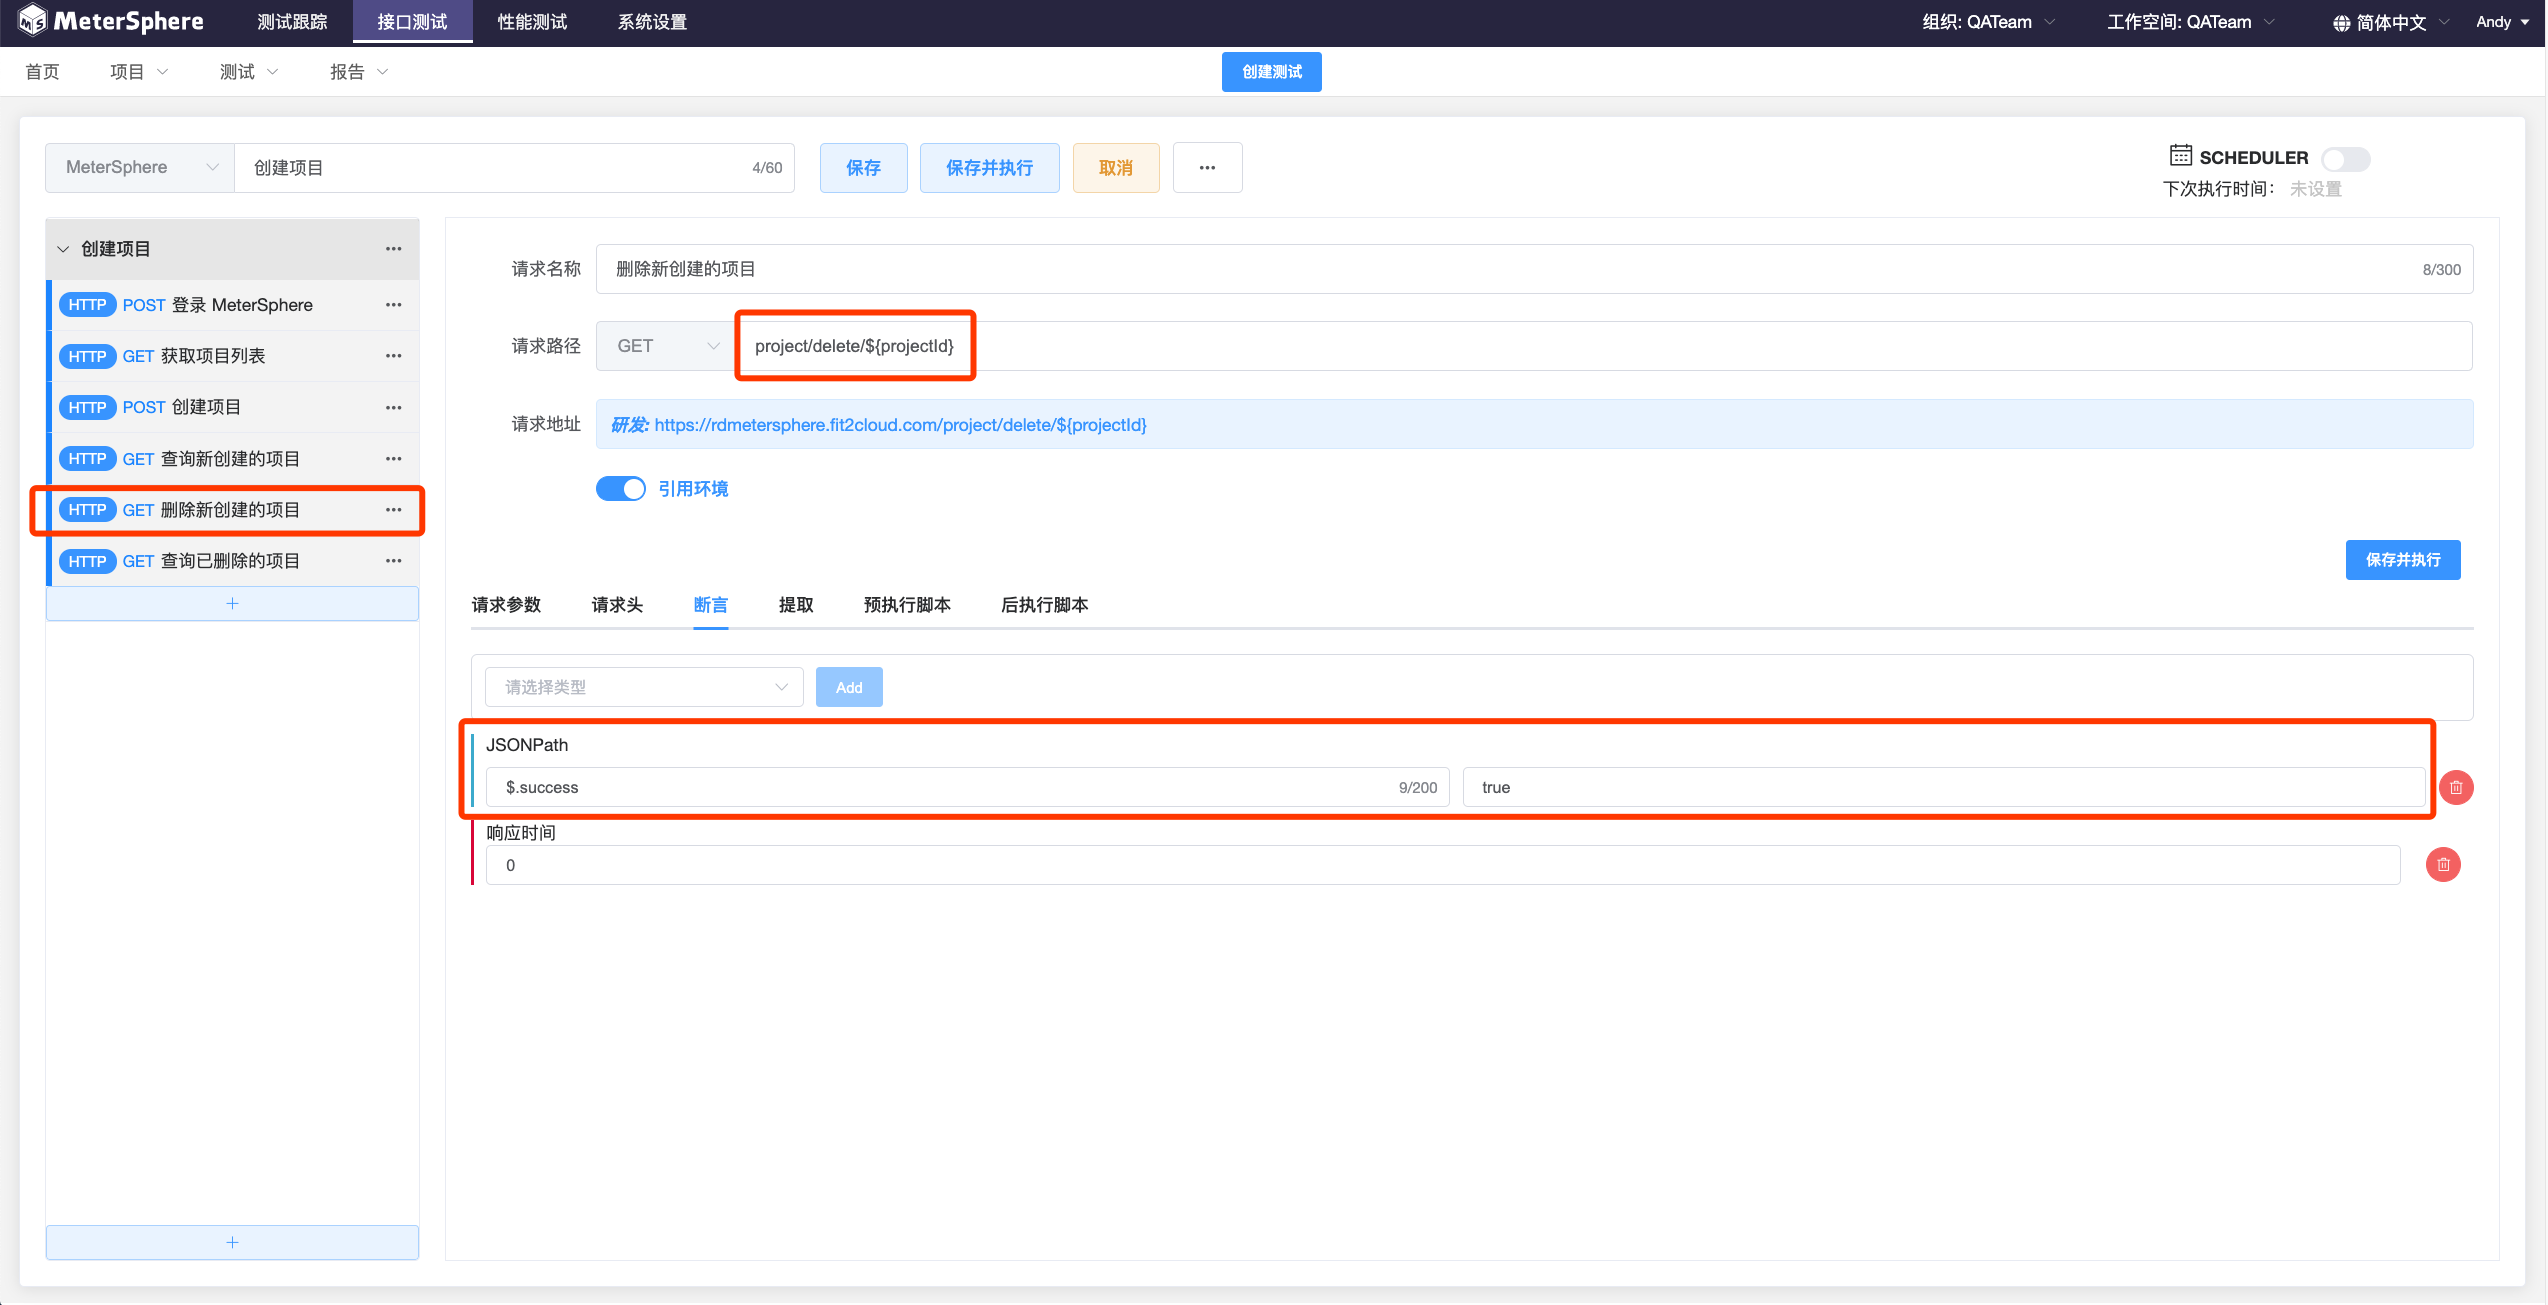 MeterSphere 测试跟踪 接口测试 性能测试 系统设置 组织: QATeam 工作空间: QATeam 简体中文 Andy
首页 项目 测试 报告 创建测试
MeterSphere 创建项目 4/60 保存 保存并执行 取消 ···
SCHEDULER
下次执行时间： 未设置
创建项目 ···
HTTP POST 登录 MeterSphere ···
HTTP GET 获取项目列表 ···
HTTP POST 创建项目 ···
HTTP GET 查询新创建的项目 ···
HTTP GET 删除新创建的项目 ···
HTTP GET 查询已删除的项目 ···
+
+
请求名称 删除新创建的项目 8/300
请求路径 GET project/delete/${projectId}
请求地址 研发: https://rdmetersphere.fit2cloud.com/project/delete/${projectId}
引用环境
保存并执行
请求参数 请求头 断言 提取 预执行脚本 后执行脚本
请选择类型 Add
JSONPath
$.success 9/200 true
响应时间
0